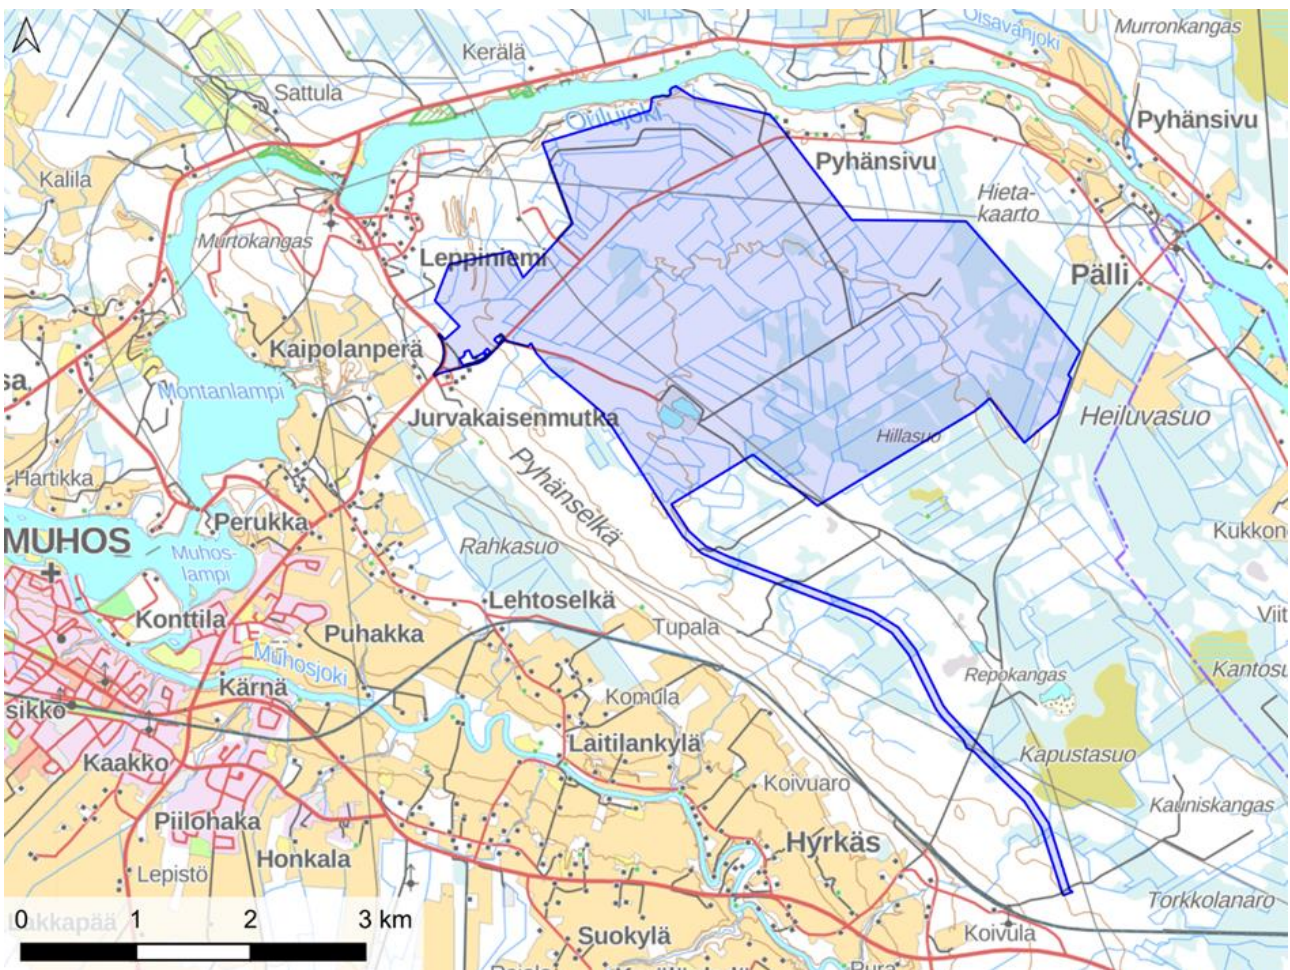 Oisavanjoki
Murronkangas
Kerälä
Sattula
Oulujoki
Pyhänsivu
Pyhänsivu
Kalila
Hieta-
kaarto
Murtokangas
Leppiniemi
Pälli
Kaipolanperä
sa
Montanlampi
Jurvakaisenmutka
Heiluvasuo
Hillasuo
Pyhänselkä
Hartikka
Perukka
Kukkon
MUHOS
Muhos-
lampi
Rahkasuo
Lehtoselkä
Konttila
Puhakka
Tupala
Viit
Muhosjoki
Kantosu
Repokangas
Kärnä
Komula
sikko
Laitilankylä
Kapustasuo
Kaakko
Koivuaro
Kauniskangas
Piilohaka
Hyrkäs
Honkala
Lepistö
Torkkolanaro
Lakkapää
0 1 2 3 km
Suokylä
Koivula